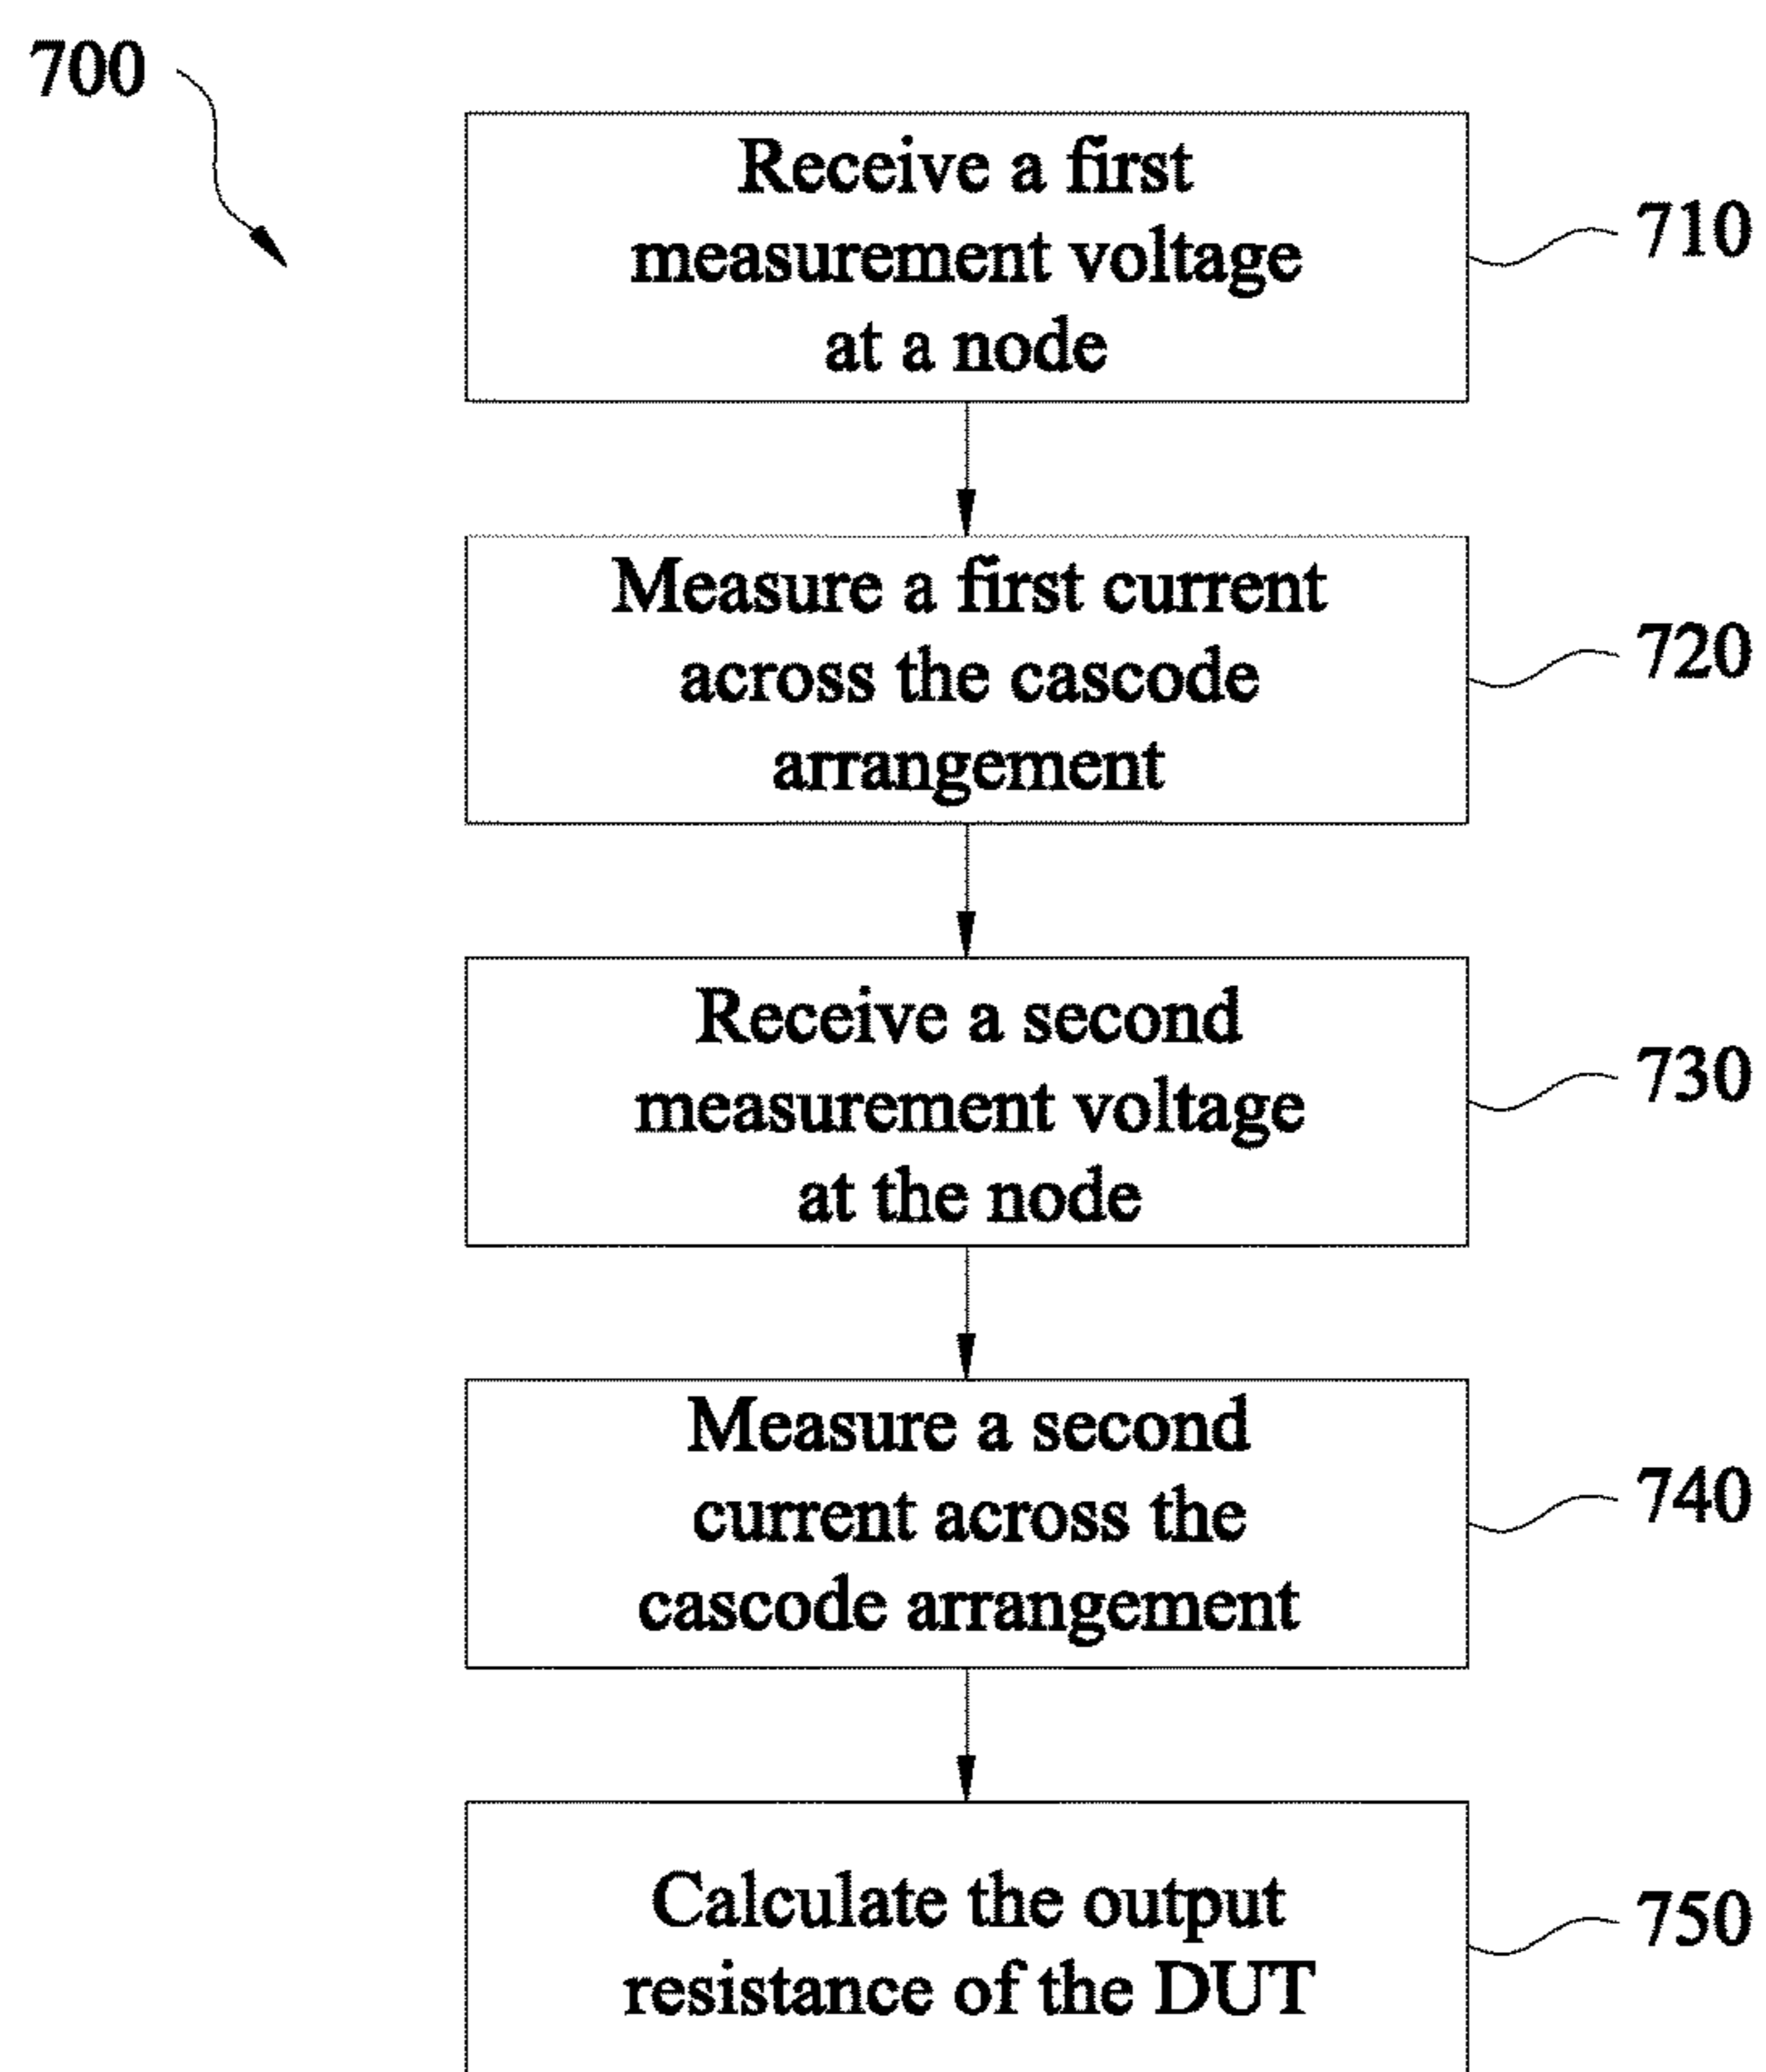 700
Receive a first
measurement voltage
at a node
710
Measure a first current
across the cascode
arrangement
720
Receive a second
measurement voltage
at the node
730
Measure a second
current across the
cascode arrangement
740
Calculate the output
resistance of the DUT
750